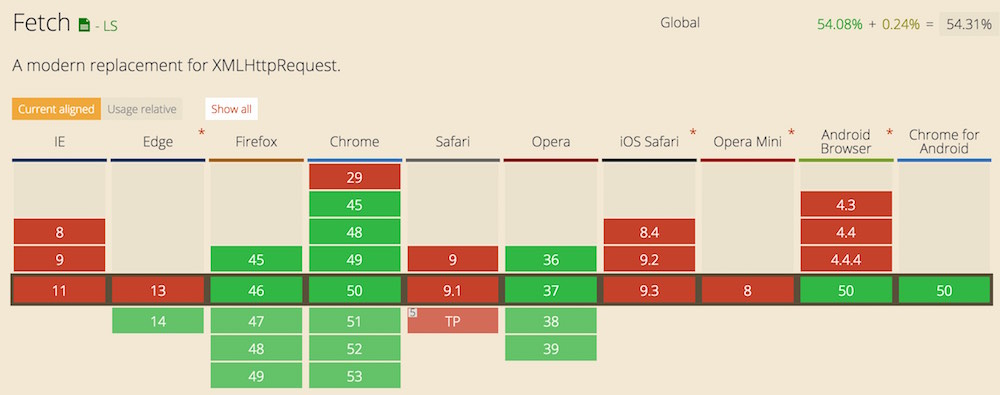 Fetch - LS
Global
54.08% + 0.24% = 54.31%
A modern replacement for XMLHttpRequest.
Current aligned Usage relative Show all
IE Edge * Firefox Chrome Safari Opera iOS Safari * Opera Mini * Android Browser * Chrome for Android
29
45 4.3
8 48 8.4 4.4
9 45 49 9 36 9.2 4.4.4
11 13 46 50 9.1 37 9.3 8 50 50
14 47 51 5 TP 38
48 52 39
49 53